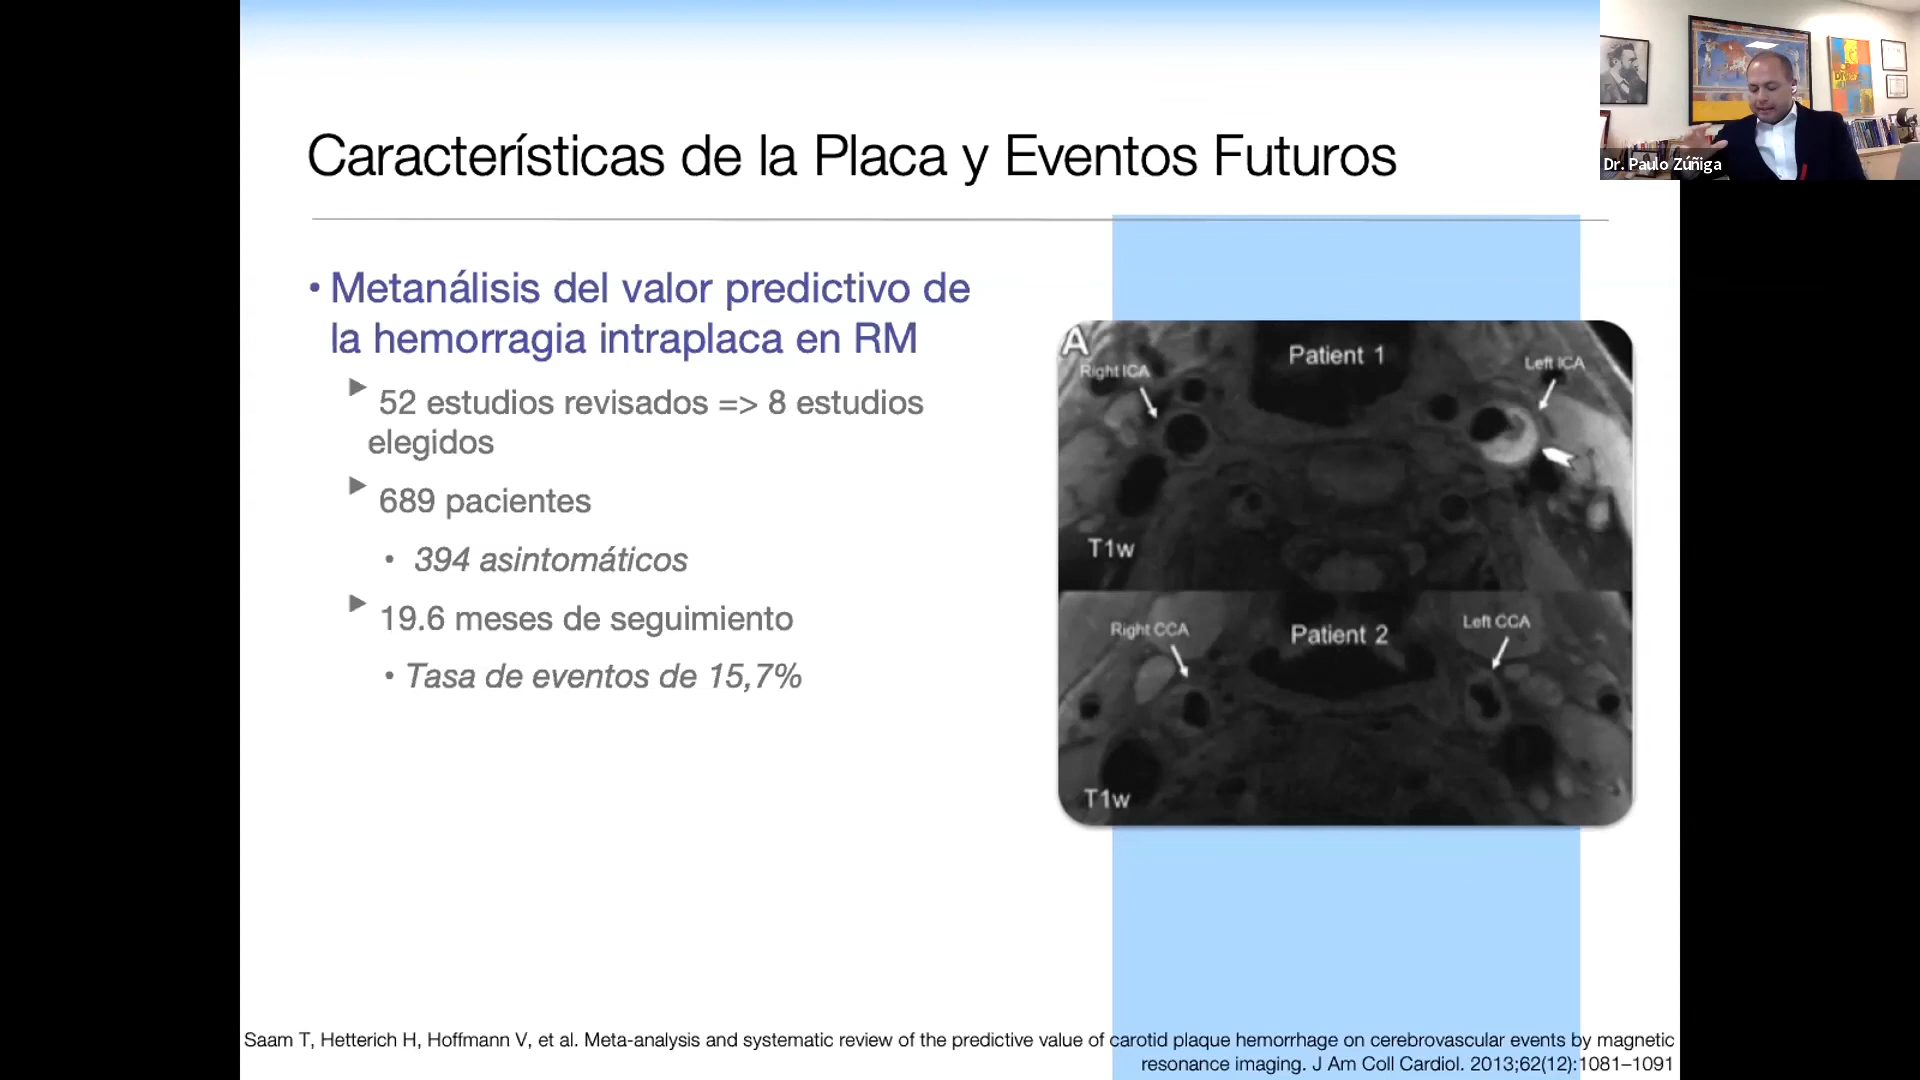 Características de la Placa y Eventos Futuros
Dr. Paulo Zúñiga
• Metanálisis del valor predictivo de
la hemorragia intraplaca en RM
▶ 52 estudios revisados => 8 estudios
elegidos
▶ 689 pacientes
• 394 asintomáticos
▶ 19.6 meses de seguimiento
• Tasa de eventos de 15,7%
A
Patient 1
Right ICA
Left ICA
T1w
Right CCA
Patient 2
Left CCA
T1w
Saam T, Hetterich H, Hoffmann V, et al. Meta-analysis and systematic review of the predictive value of carotid plaque hemorrhage on cerebrovascular events by magnetic
resonance imaging. J Am Coll Cardiol. 2013;62(12):1081–1091